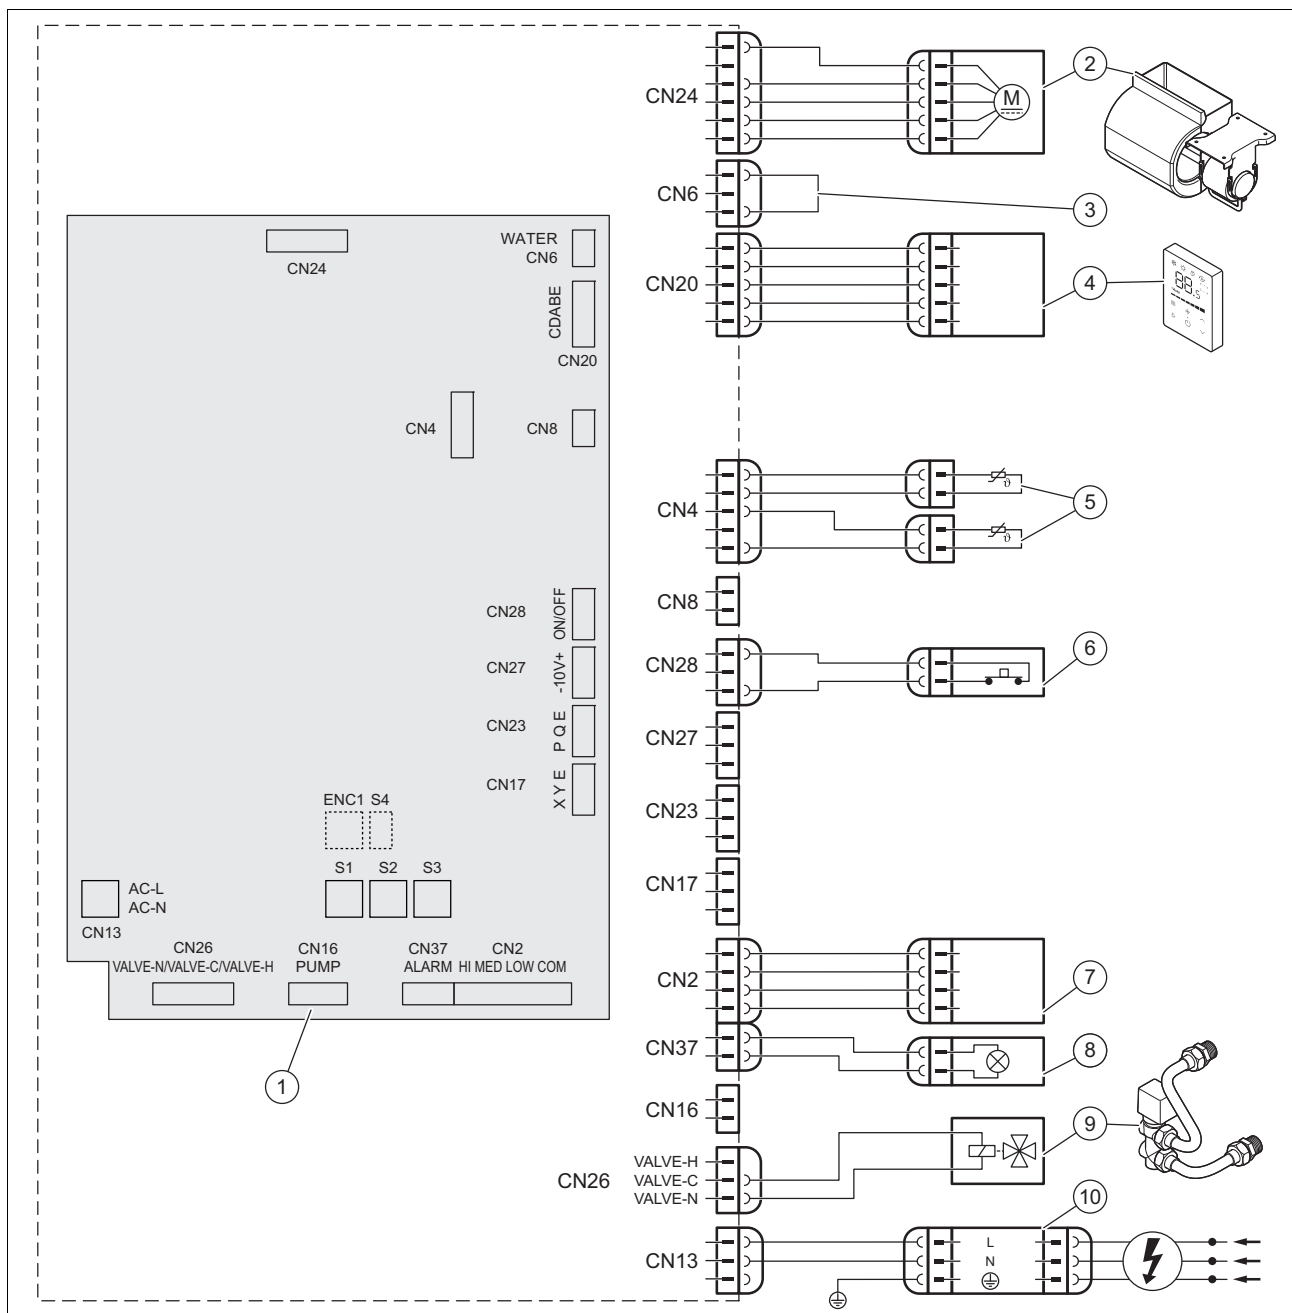 CN24
M
2
CN6
3
CN20
4
88.5
WATER
CN6
CN24
CDABE
CN20
CN4
CN8
CN4
ϑ
ϑ
5
CN8
CN28
ON/OFF
CN28
6
CN27
-10V+
CN23
P Q E
CN27
CN17
X Y E
CN23
ENC1 S4
S1 S2 S3
CN17
AC-L
AC-N
CN13
CN26
VALVE-N/VALVE-C/VALVE-H
CN16
PUMP
CN37
ALARM
CN2
HI MED LOW COM
CN2
7
1
CN37
8
CN16
9
CN26
VALVE-H
VALVE-C
VALVE-N
10
CN13
L
N